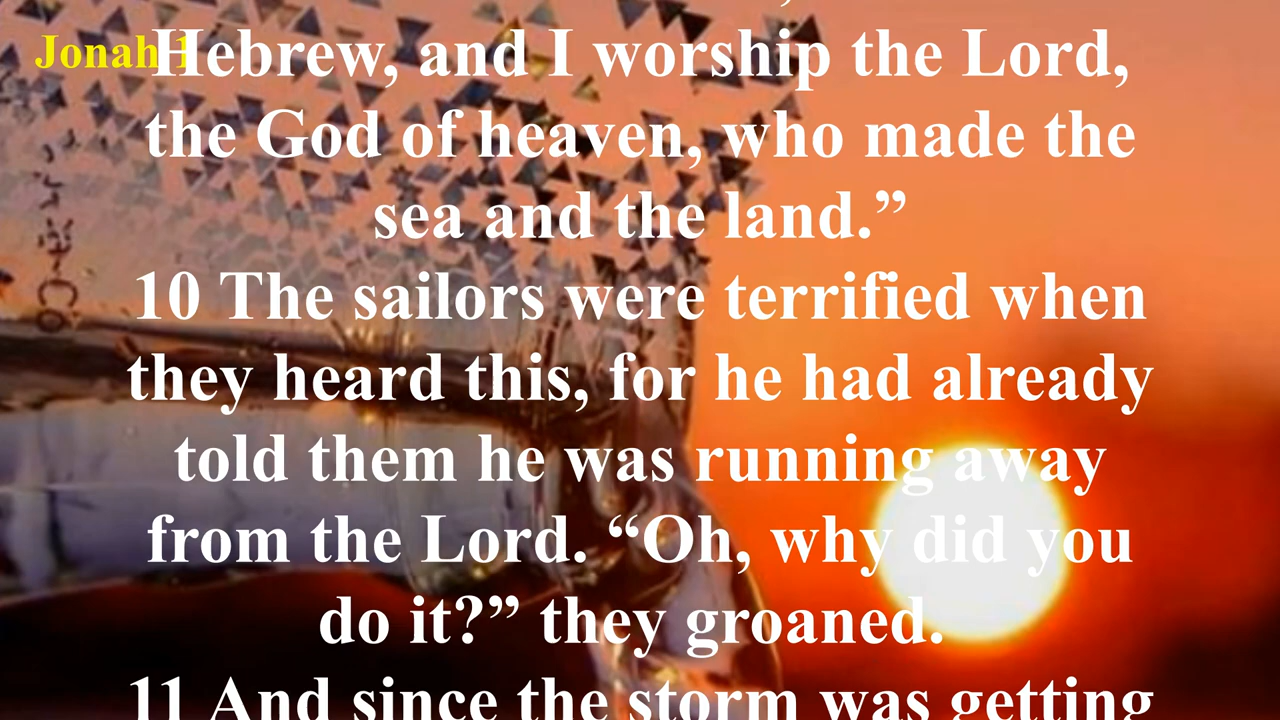 Jonah 1
Hebrew, and I worship the Lord,
the God of heaven, who made the
sea and the land.”
10 The sailors were terrified when
they heard this, for he had already
told them he was running away
from the Lord. “Oh, why did you
do it?” they groaned.
11 And since the storm was getting